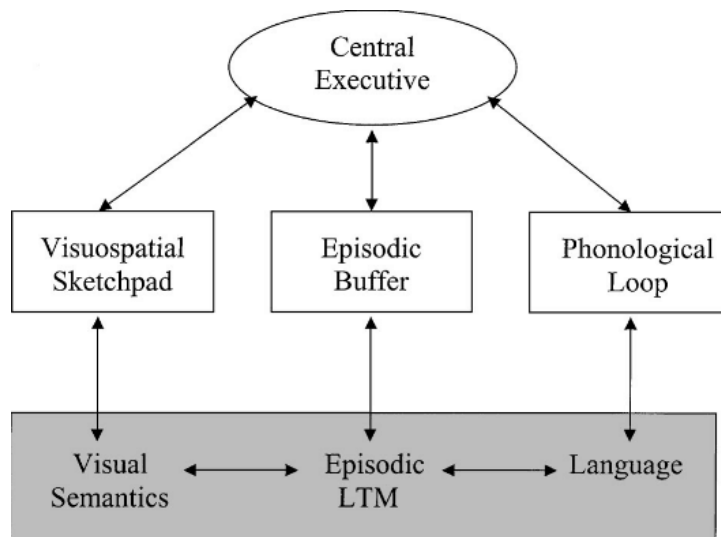 Central
Executive
Visuospatial
Sketchpad
Episodic
Buffer
Phonological
Loop
Visual
Semantics
Episodic
LTM
Language